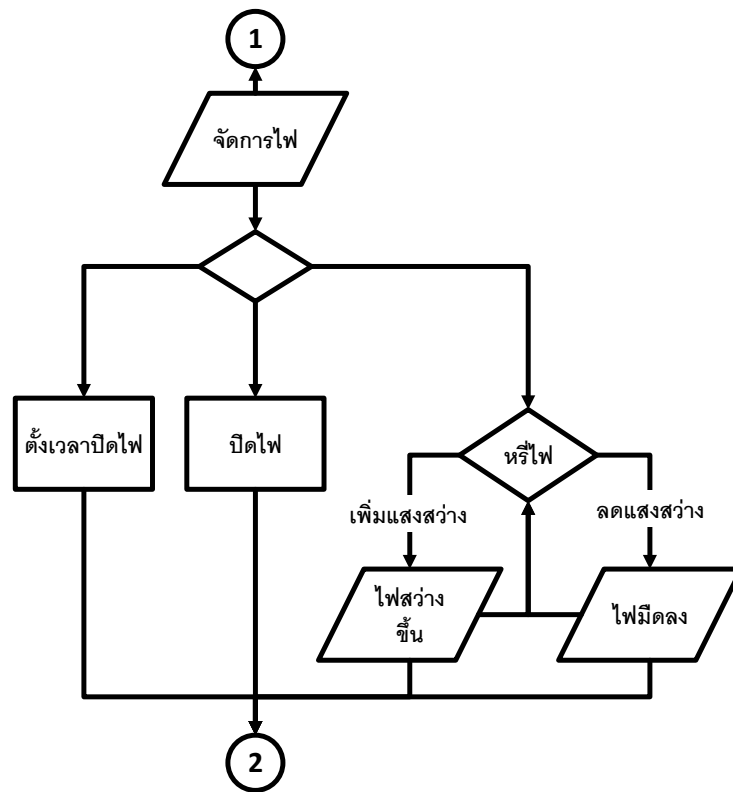 1
จัดการไฟ
ตั้งเวลาปิดไฟ
ปิดไฟ
หรี่ไฟ
เพิ่มแสงสว่าง
ลดแสงสว่าง
ไฟสว่าง
ขึ้น
ไฟมืดลง
2